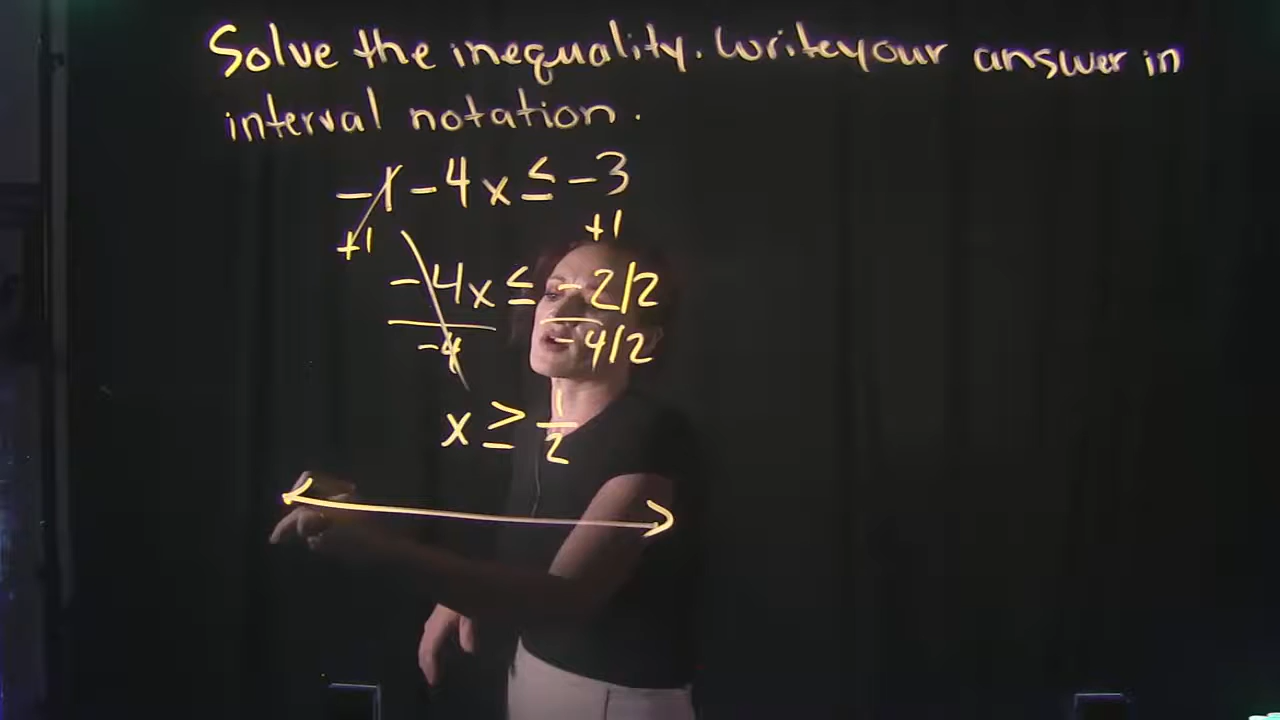 Solve the inequality. Write your answer in
interval notation.
-1 - 4x ≤ -3
+1 +1
-4x ≤ -2/2
-4 -4/2
x ≥ 1/2